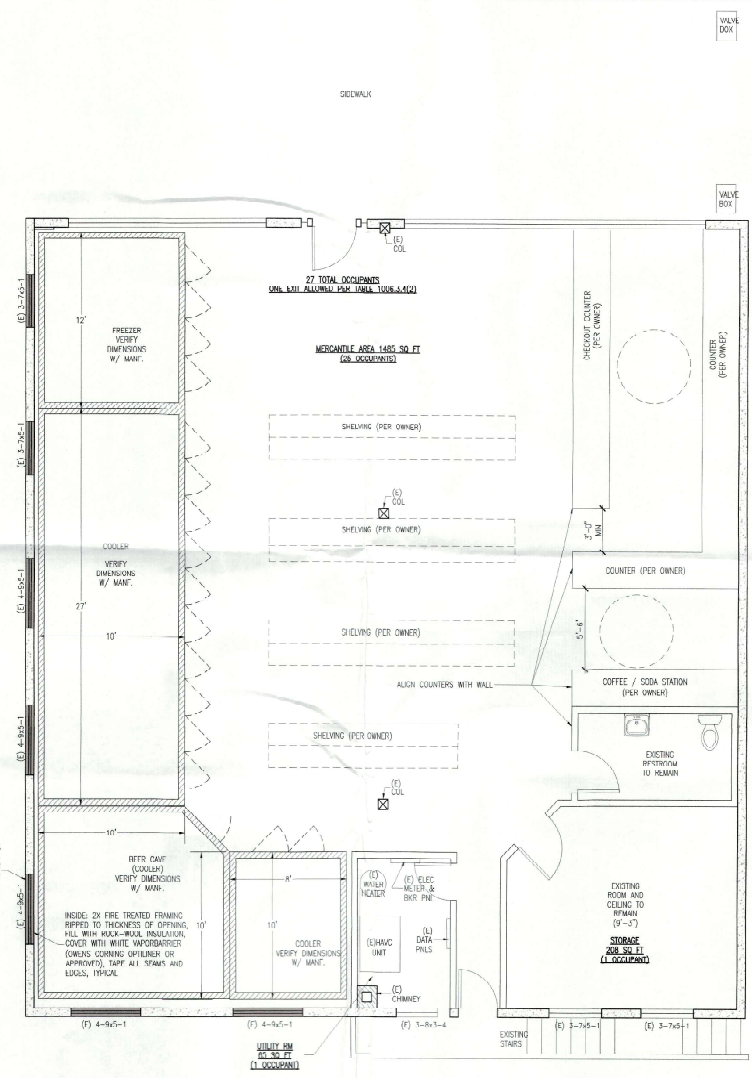 VALVE
BOX
SIDEWALK
VALVE
BOX
(E)
COL
27 TOTAL OCCUPANTS
ONE EXIT ALLOWED PER TABLE 1006.3.4(2)
(E) 3-7x5-1
12'
FREEZER
VERIFY
DIMENSIONS
W/ MANF.
MERCANTILE AREA 1485 SQ FT
(25 OCCUPANTS)
CHECKOUT COUNTER
(PER OWNER)
COUNTER
(PER OWNER)
(E) 3-7x5-1
SHELVING (PER OWNER)
(E)
COL
SHELVING (PER OWNER)
3'-0"
MIN
COOLER
VERIFY
DIMENSIONS
W/ MANF.
(E) 4-9x5-1
27'
10'
COUNTER (PER OWNER)
SHELVING (PER OWNER)
5'-6"
ALIGN COUNTERS WITH WALL
COFFEE / SODA STATION
(PER OWNER)
(E) 4-9x5-1
SHELVING (PER OWNER)
EXISTING
RESTROOM
TO REMAIN
(E)
COL
10'
BEER CAVE
(COOLER)
VERIFY DIMENSIONS
W/ MANF.
(E) 4-9x5-
INSIDE: 2X FIRE TREATED FRAMING
RIPPED TO THICKNESS OF OPENING,
FILL WITH ROCK-WOOL INSULATION,
COVER WITH WHITE VAPORBARRIER
(OWENS CORNING OPTILINER OR
APPROVED), TAPE ALL SEAMS AND
EDGES, TYPICAL
10'
8'
10'
COOLER
VERIFY DIMENSIONS
W/ MANF.
(E)
WATER
HEATER
(E) ELEC
METER &
BKR PNL
(E)HAVC
UNIT
(E)
DATA
PNLS
(E)
CHIMNEY
EXISTING
ROOM AND
CEILING TO
REMAIN
(9'-3")
STORAGE
208 SQ FT
(1 OCCUPANT)
(E) 4-9x5-1
(E) 4-9x5-1
(E) 3-8x3-4
EXISTING
STAIRS
(E) 3-7x5-1
(E) 3-7x5-1
UTILITY RM
SQ FT
(1 OCCUPANT)